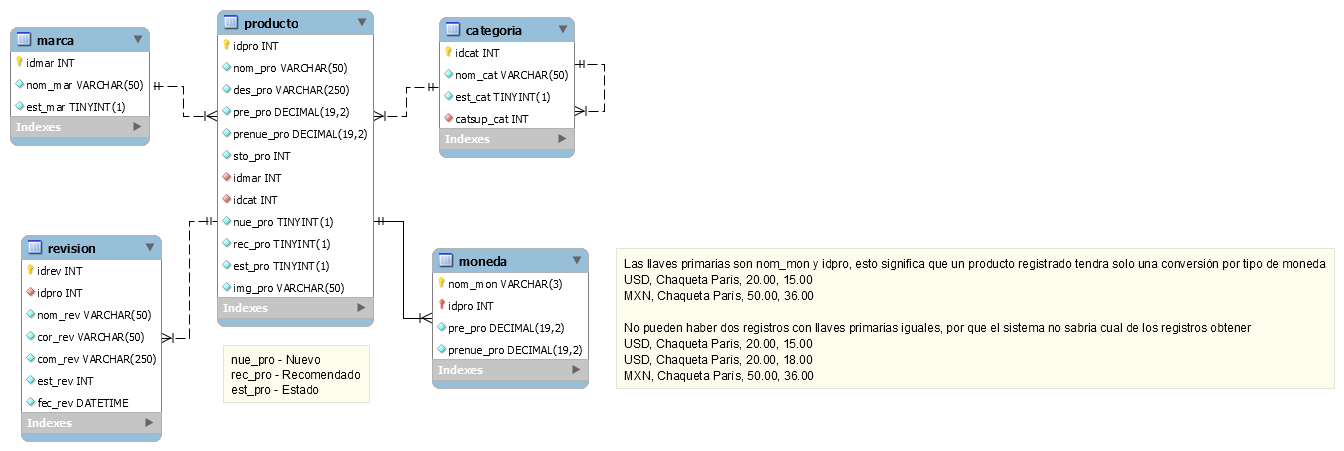 marca
idmar INT
nom_mar VARCHAR(50)
est_mar TINYINT(1)
Indexes
producto
idpro INT
nom_pro VARCHAR(50)
des_pro VARCHAR(250)
pre_pro DECIMAL(19,2)
prenue_pro DECIMAL(19,2)
sto_pro INT
idmar INT
idcat INT
nue_pro TINYINT(1)
rec_pro TINYINT(1)
est_pro TINYINT(1)
img_pro VARCHAR(50)
Indexes
categoria
idcat INT
nom_cat VARCHAR(50)
est_cat TINYINT(1)
catsup_cat INT
Indexes
revision
idrev INT
idpro INT
nom_rev VARCHAR(50)
cor_rev VARCHAR(50)
com_rev VARCHAR(250)
est_rev INT
fec_rev DATETIME
Indexes
nue_pro - Nuevo
rec_pro - Recomendado
est_pro - Estado
moneda
nom_mon VARCHAR(3)
idpro INT
pre_pro DECIMAL(19,2)
prenue_pro DECIMAL(19,2)
Indexes
Las llaves primarias son nom_mon y idpro, esto significa que un producto registrado tendra solo una conversión por tipo de moneda
USD, Chaqueta París, 20.00, 15.00
MXN, Chaqueta París, 50.00, 36.00
No pueden haber dos registros con llaves primarias iguales, por que el sistema no sabria cual de los registros obtener
USD, Chaqueta París, 20.00, 15.00
USD, Chaqueta París, 20.00, 18.00
MXN, Chaqueta París, 50.00, 36.00